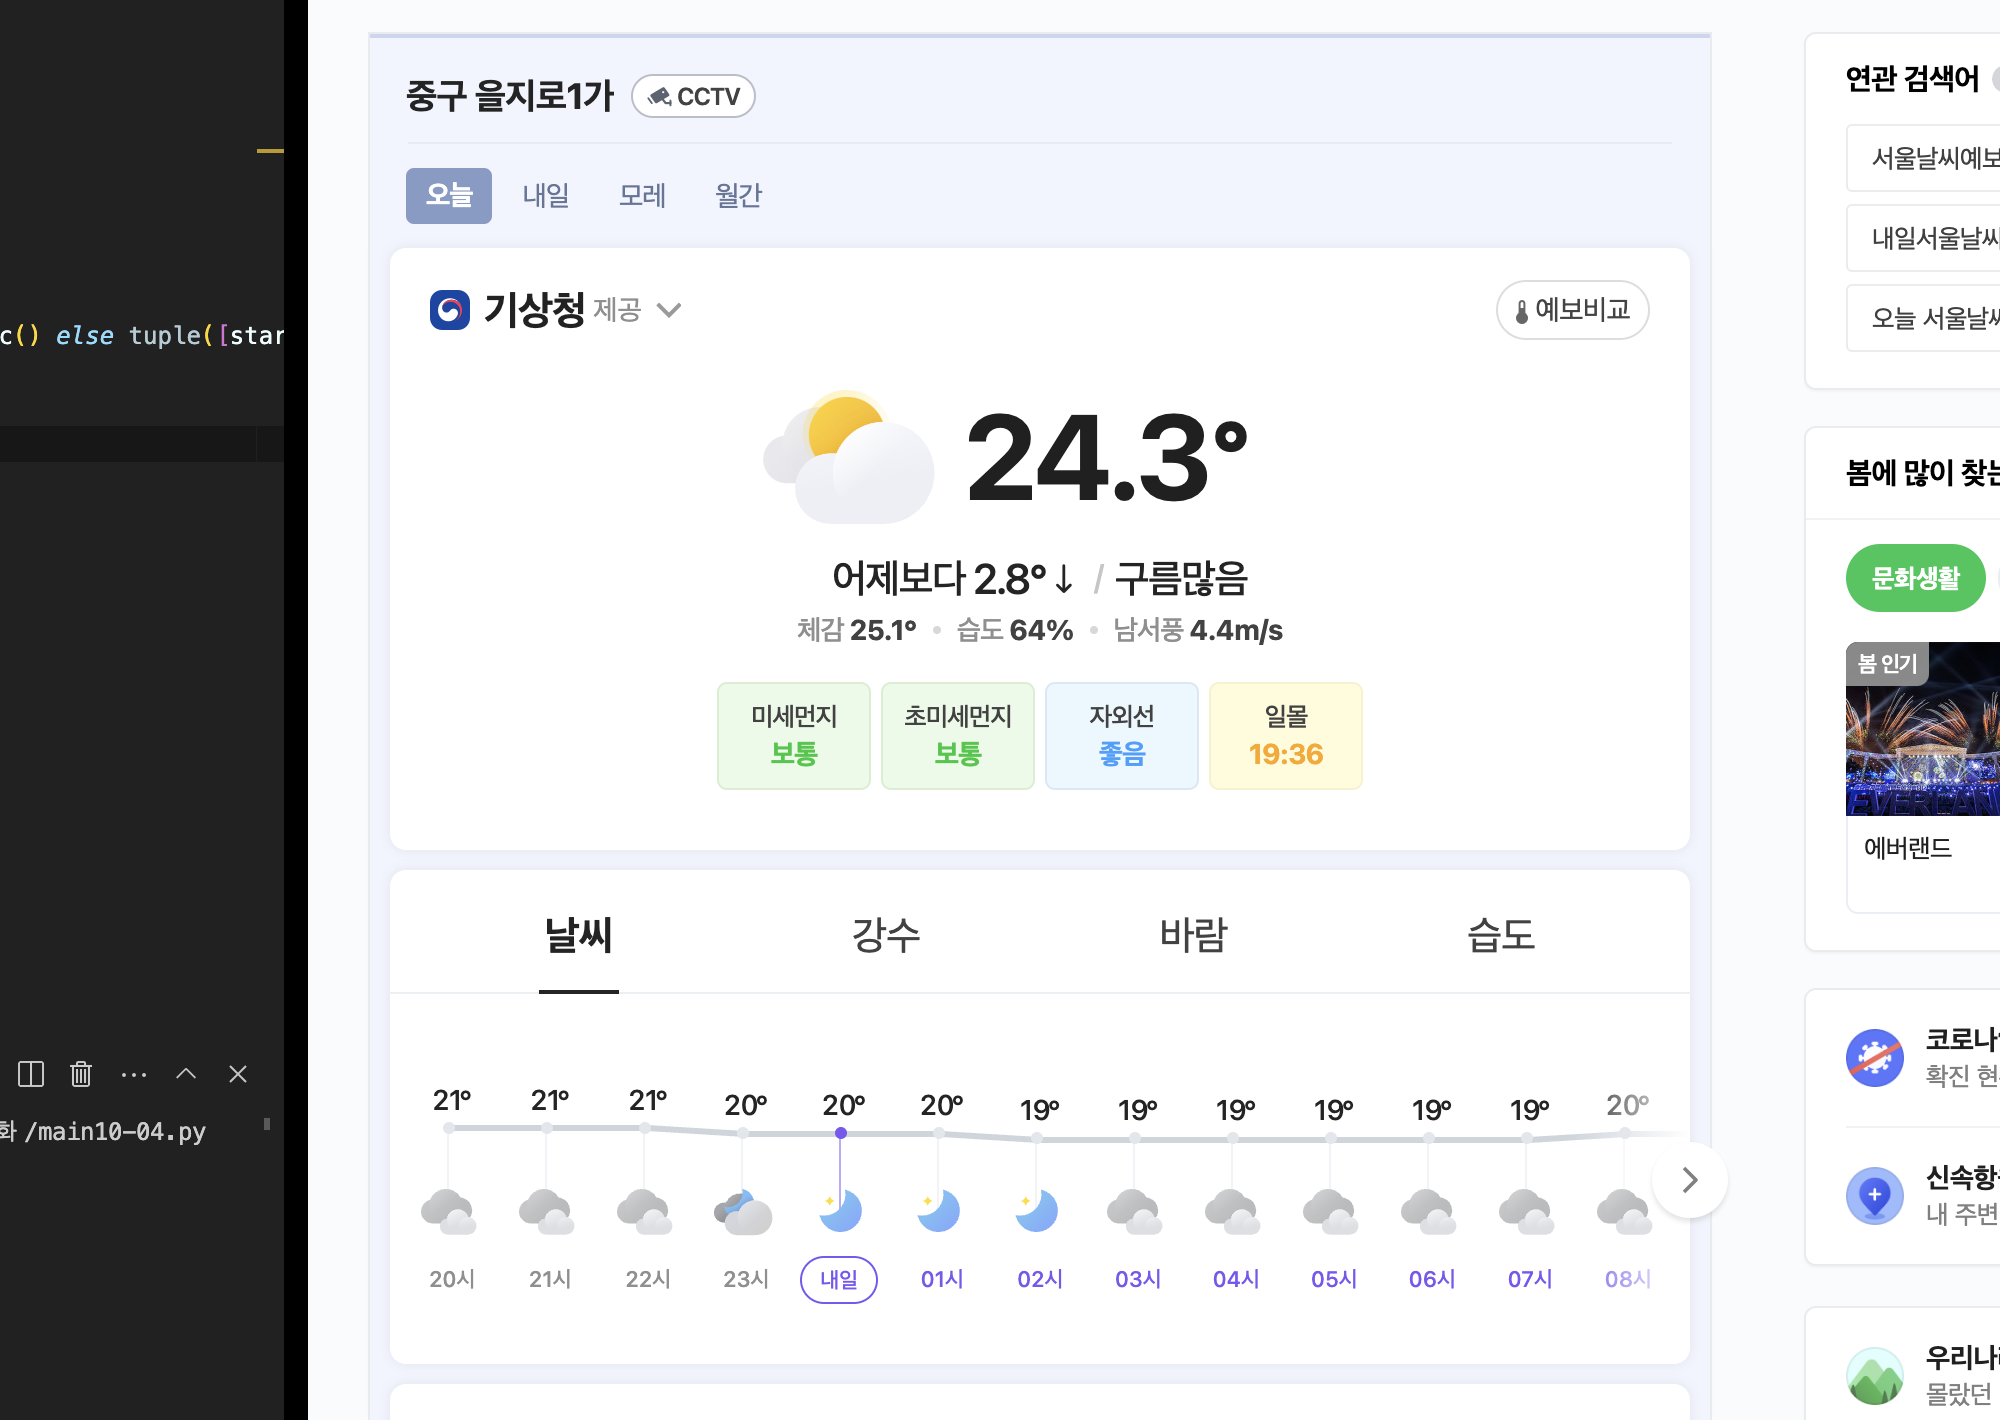 c() else tuple([star
화 /main10-04.py
중구 을지로1가 CCTV
오늘 내일 모레 월간
기상청 제공
예보비교
24.3°
어제보다 2.8°↓ / 구름많음
체감 25.1° • 습도 64% • 남서풍 4.4m/s
미세먼지 초미세먼지 자외선 일몰
보통 보통 좋음 19:36
날씨 강수 바람 습도
21° 21° 21° 20° 20° 20° 19° 19° 19° 19° 19° 19° 20°
20시 21시 22시 23시 내일 01시 02시 03시 04시 05시 06시 07시 08시
연관 검색어
서울날씨예보
내일서울날씨
오늘 서울날씨
봄에 많이 찾는
문화생활
봄 인기
EVERLAN
에버랜드
코로나
확진 현
신속항
내 주변
우리나
몰랐던